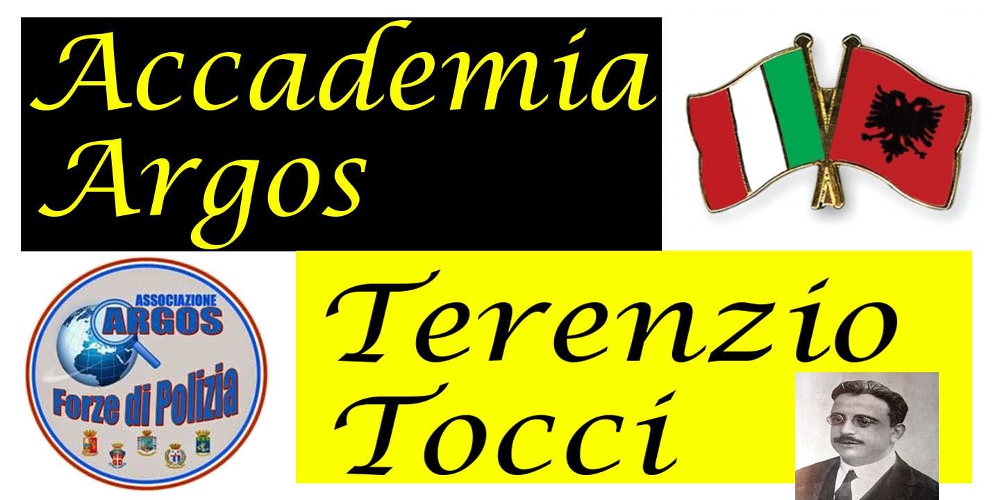 Accademia
Argos
ASSOCIAZIONE
ARGOS
Forze di Polizia
Terenzio
Tocci